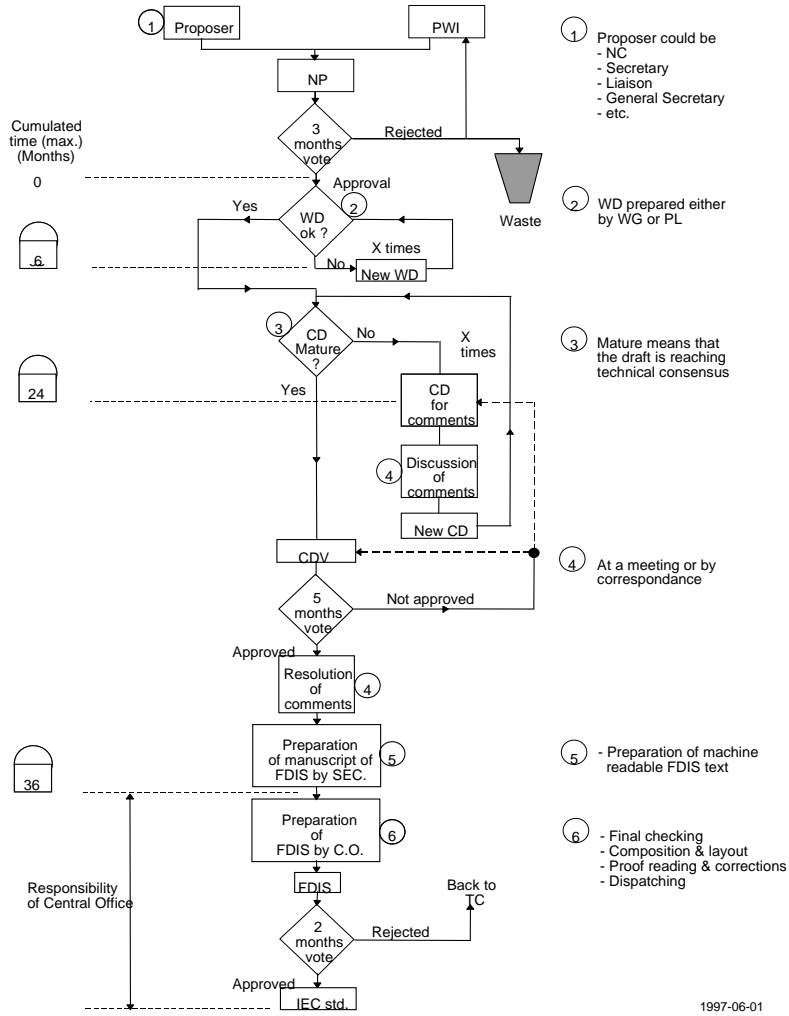 1
Proposer
PWI
NP
3
months
vote
Rejected
Waste
1
Proposer could be
- NC
- Secretary
- Liaison
- General Secretary
- etc.
Cumulated
time (max.)
(Months)
0
Approval
2
WD
ok ?
Yes
No
X times
New WD
2
WD prepared either
by WG or PL
6
3
CD
Mature
?
No
Yes
X
times
3
Mature means that
the draft is reaching
technical consensus
24
CD
for
comments
4
Discussion
of
comments
New CD
CDV
4
At a meeting or by
correspondance
5
months
vote
Not approved
Approved
Resolution
of
comments
4
Preparation
of manuscript of
FDIS by SEC.
5
5
- Preparation of machine
readable FDIS text
36
Preparation
of
FDIS by C.O.
6
6
- Final checking
- Composition & layout
- Proof reading & corrections
- Dispatching
FDIS
Responsibility
of Central Office
Back to
TC
2
months
vote
Rejected
Approved
IEC std.
1997-06-01